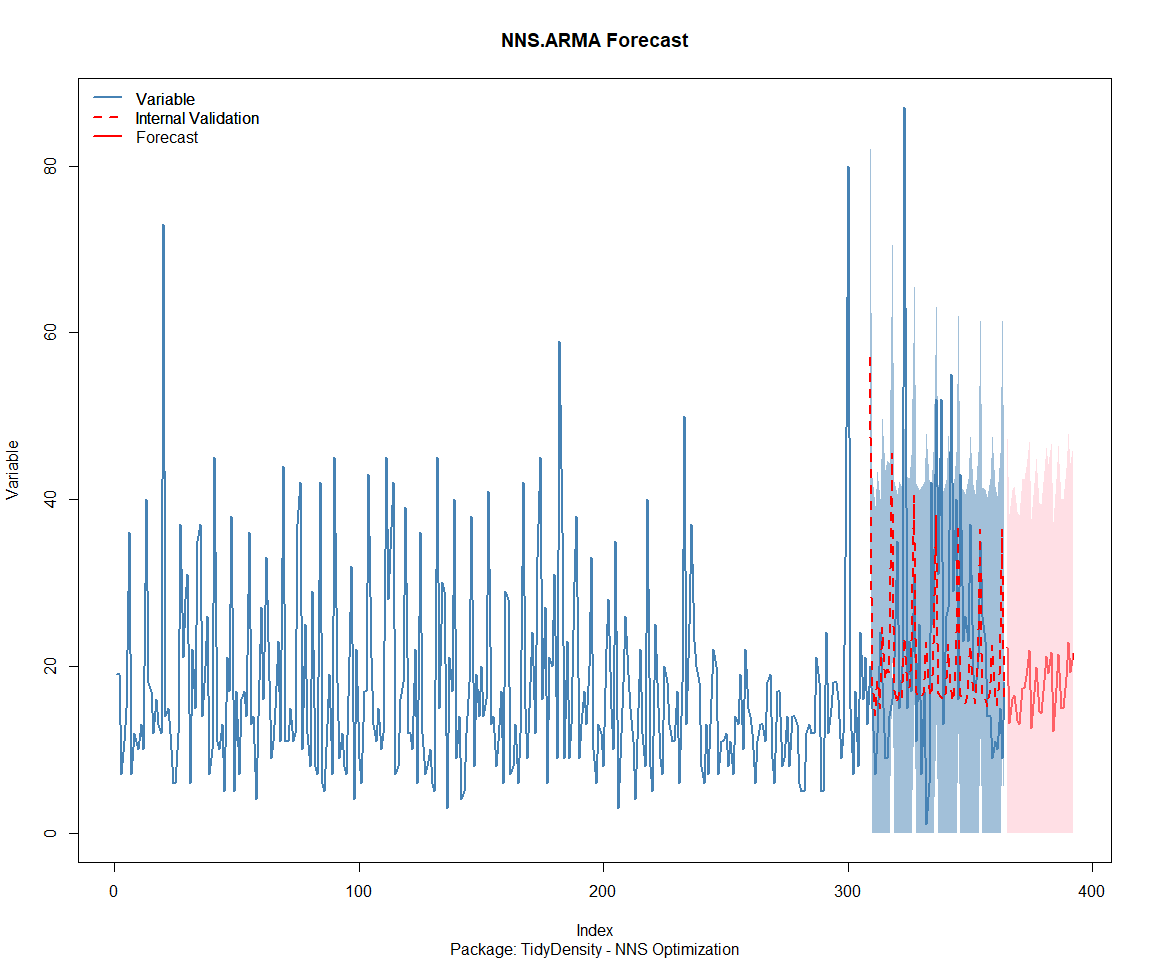 NNS.ARMA Forecast
Variable
Internal Validation
Forecast
80
60
40
20
0
Variable
0 100 200 300 400
Index
Package: TidyDensity - NNS Optimization